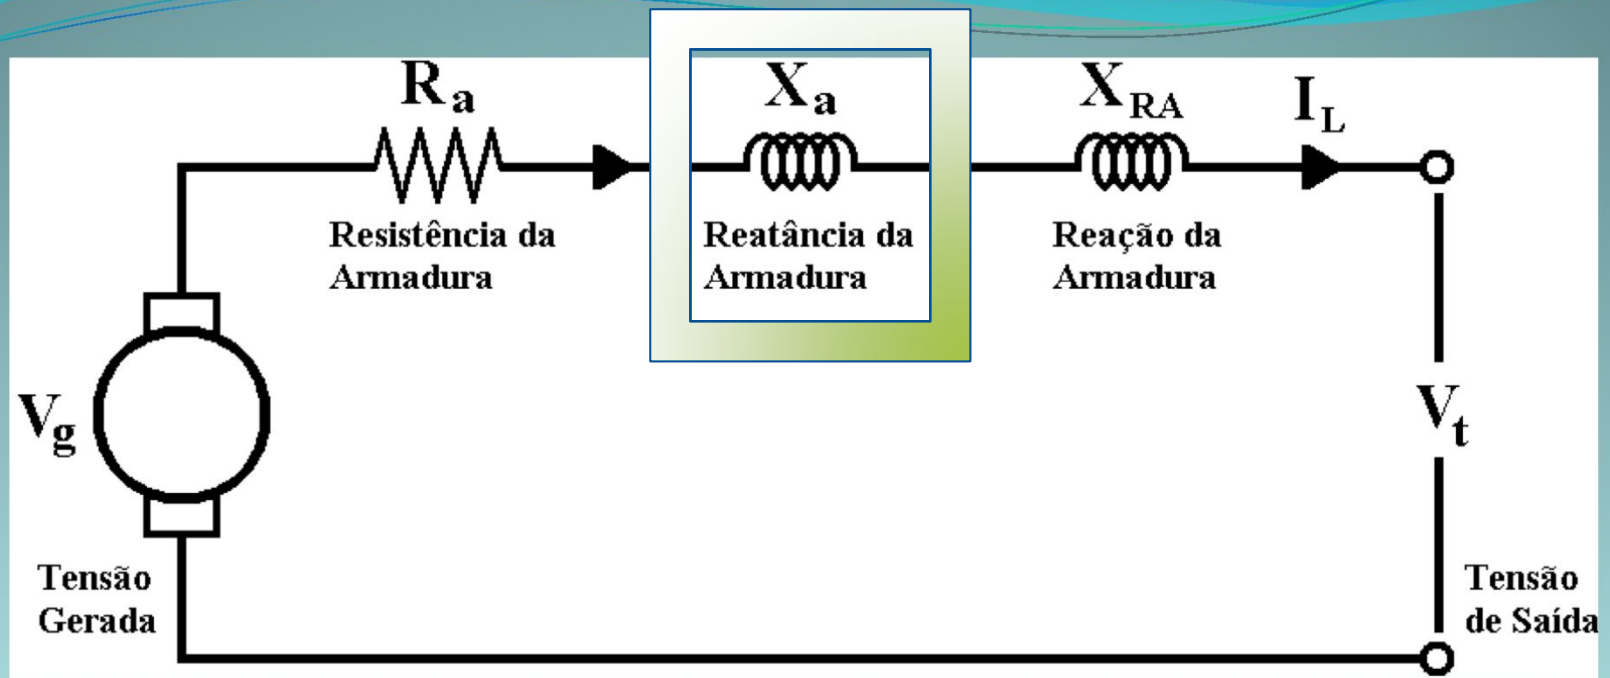 Ra
Xa
XRA
IL
Resistência da
Armadura
Reatância da
Armadura
Reação da
Armadura
Vg
Vt
Tensão
Gerada
Tensão
de Saída